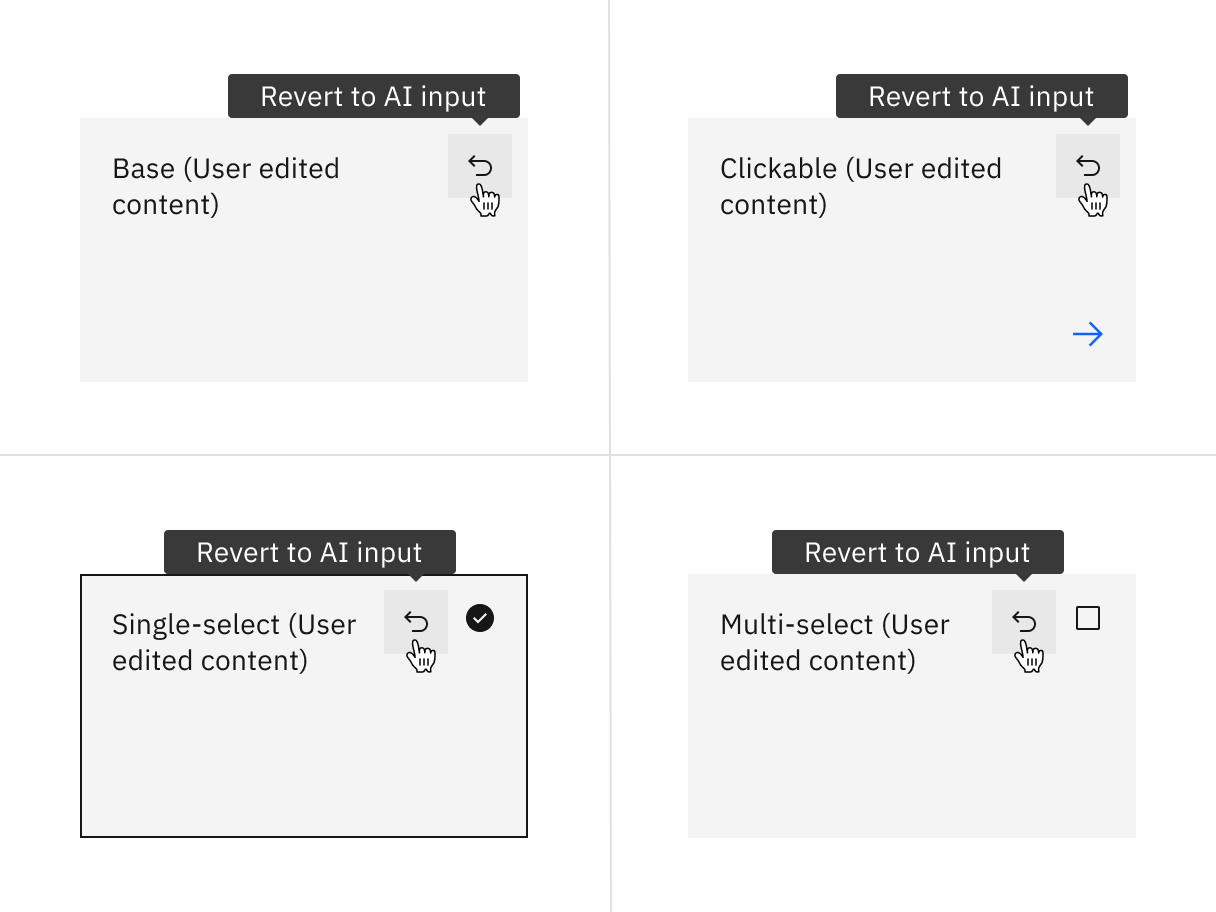 Revert to AI input
Base (User edited
content)
Revert to AI input
Clickable (User edited
content)
Revert to AI input
Single-select (User
edited content)
Revert to AI input
Multi-select (User
edited content)